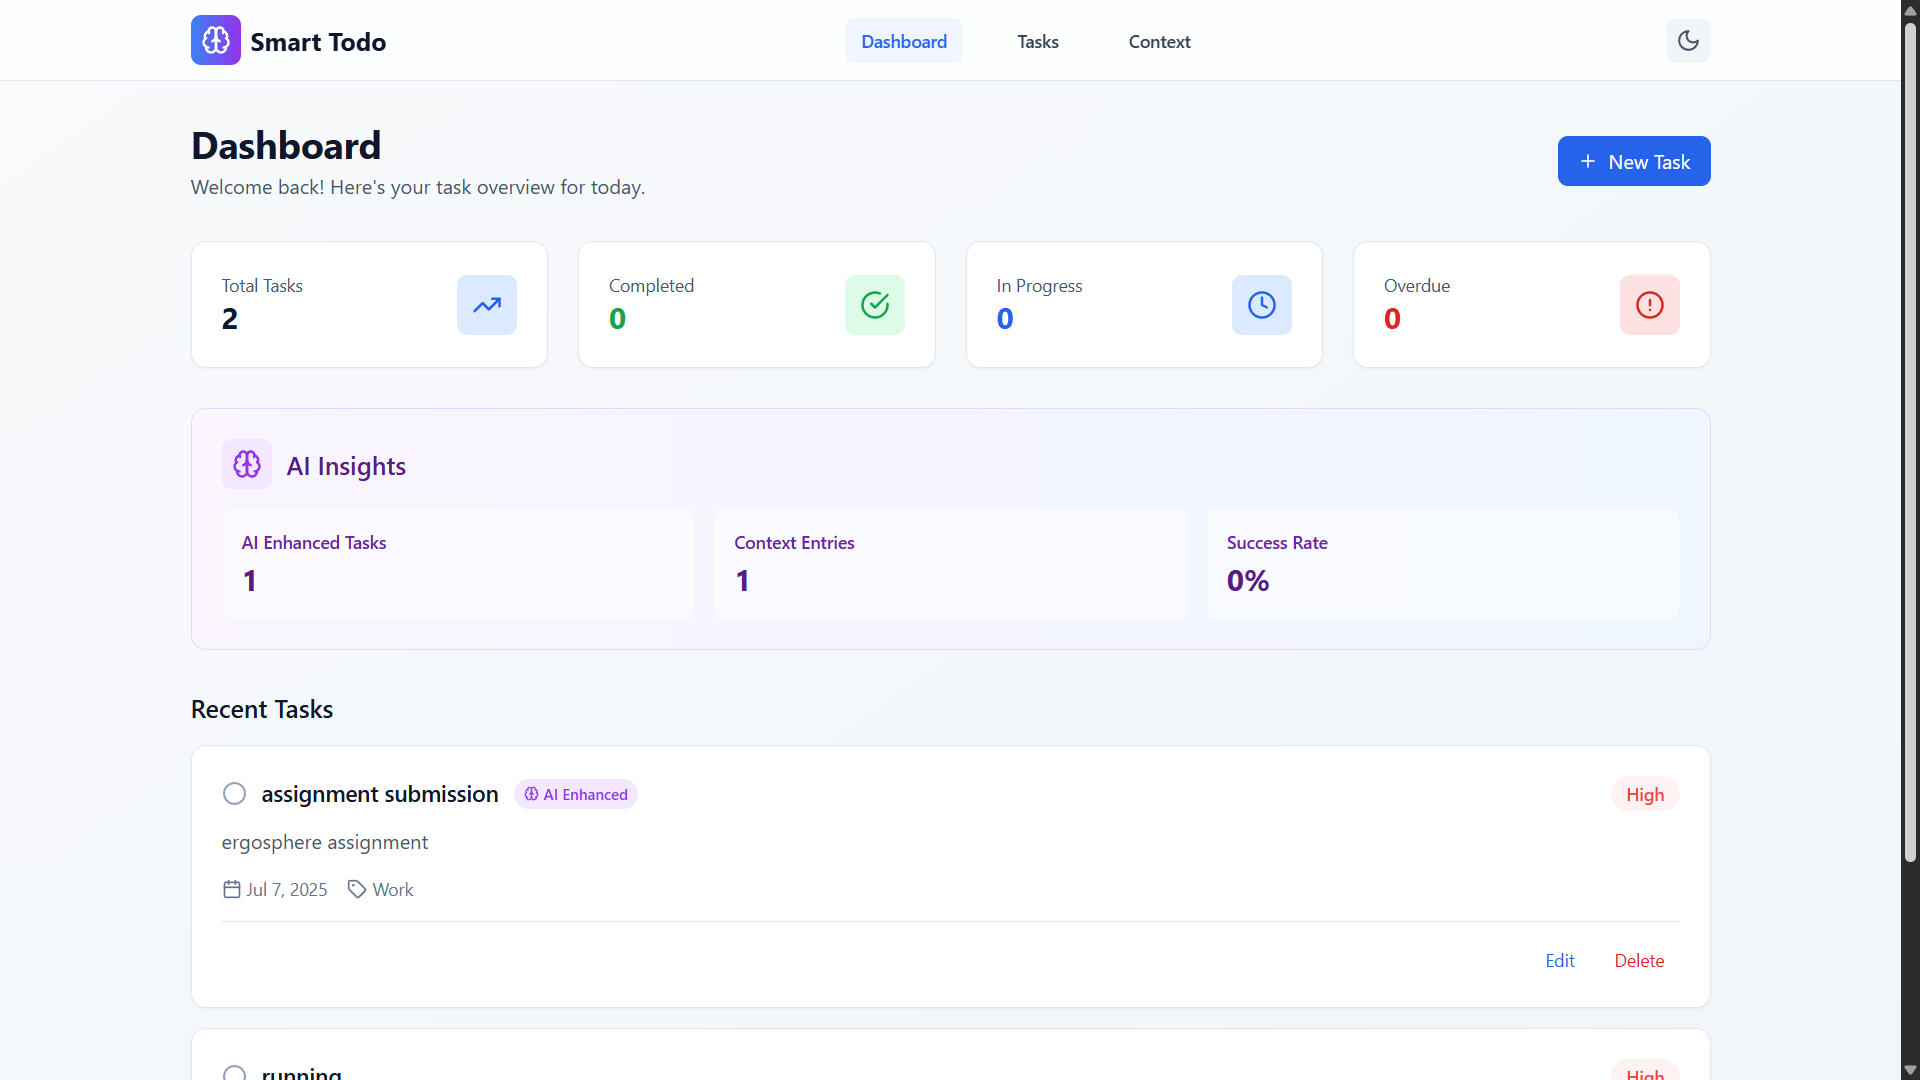 Smart Todo
Dashboard
Tasks
Context
Dashboard
Welcome back! Here's your task overview for today.
New Task
Total Tasks
2
Completed
0
In Progress
0
Overdue
0
AI Insights
AI Enhanced Tasks
1
Context Entries
1
Success Rate
0%
Recent Tasks
assignment submission
AI Enhanced
High
ergosphere assignment
Jul 7, 2025
Work
Edit
Delete
running
High